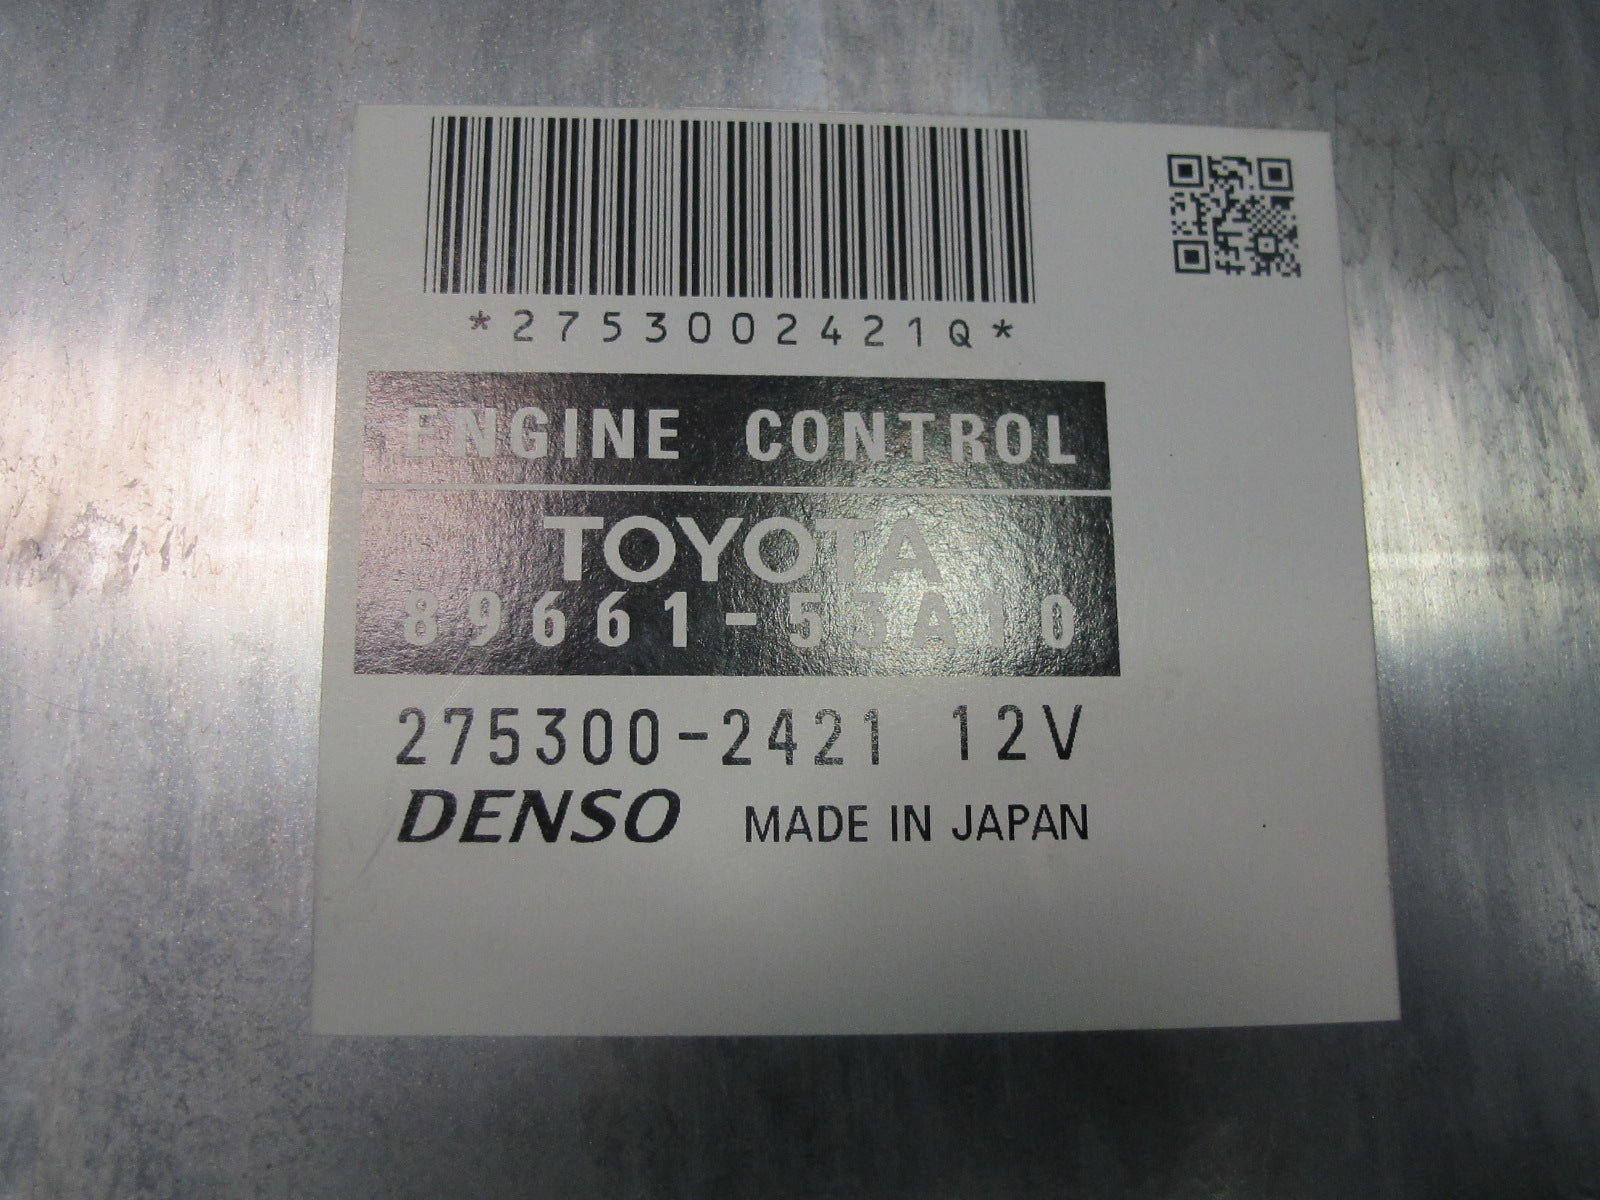 *2753002421Q*
ENGINE CONTROL
TOYOTA
89661-53A10
275300-2421 12V
DENSO MADE IN JAPAN